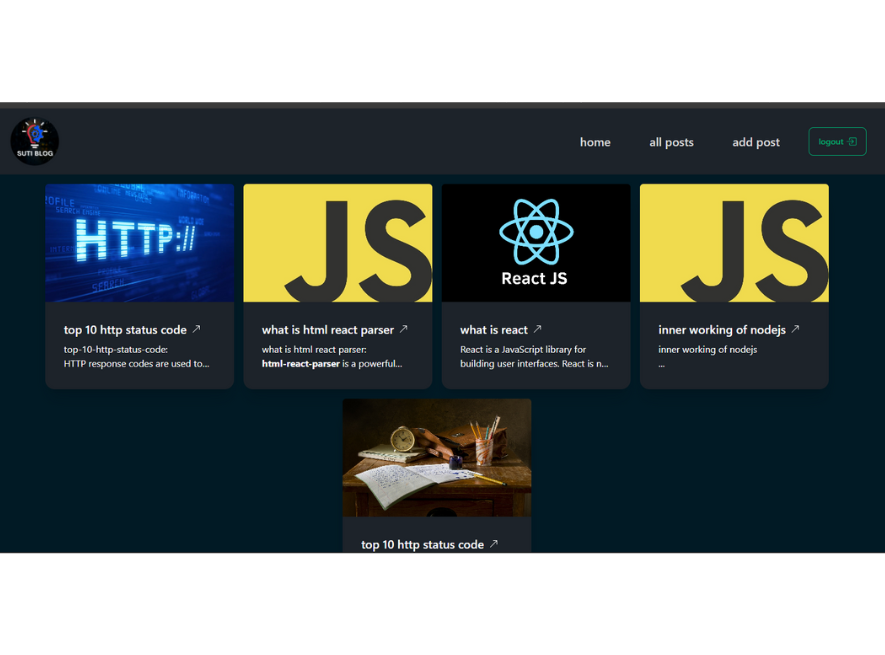 SUTI BLOG
home
all posts
add post
logout
HTTP://
SEARCH ENGINE
JS
React JS
JS
top 10 http status code
top-10-http-status-code:
HTTP response codes are used to...
what is html react parser
what is html react parser:
html-react-parser is a powerful...
what is react
React is a JavaScript library for
building user interfaces. React is n...
inner working of nodejs
inner working of nodejs
...
top 10 http status code